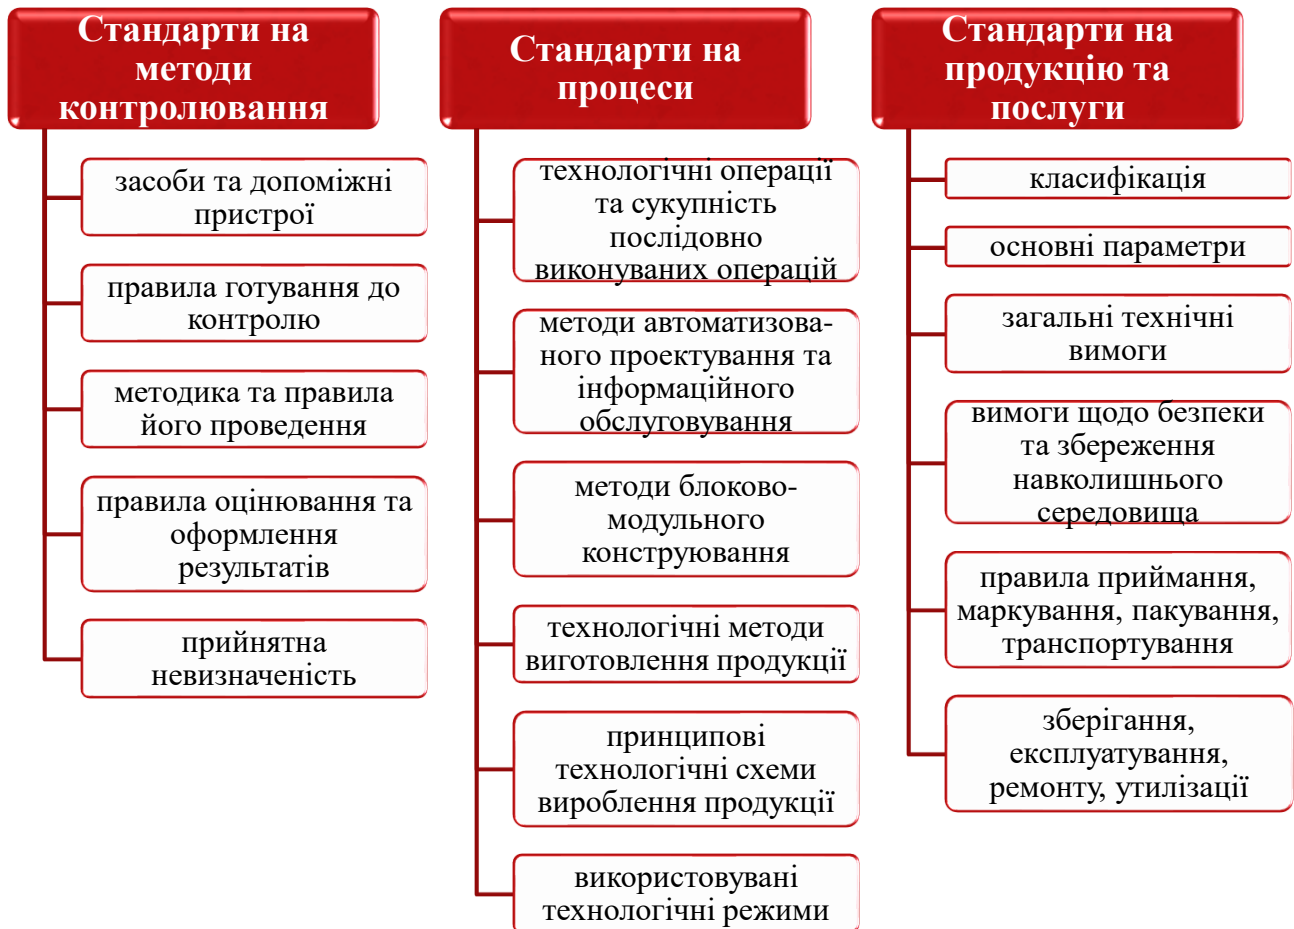 Стандарти на
методи
контролювання
засоби та допоміжні
пристрої
правила готування до
контролю
методика та правила
його проведення
правила оцінювання та
оформлення
результатів
прийнятна
невизначеність
Стандарти на
процеси
технологічні операції
та сукупність
послідовно
виконуваних операцій
методи автоматизова-
ного проектування та
інформаційного
обслуговування
методи блоково-
модульного
конструювання
технологічні методи
виготовлення продукції
принципові
технологічні схеми
вироблення продукції
використовувані
технологічні режими
Стандарти на
продукцію та
послуги
класифікація
основні параметри
загальні технічні
вимоги
вимоги щодо безпеки
та збереження
навколишнього
середовища
правила приймання,
маркування, пакування,
транспортування
зберігання,
експлуатування,
ремонту, утилізації